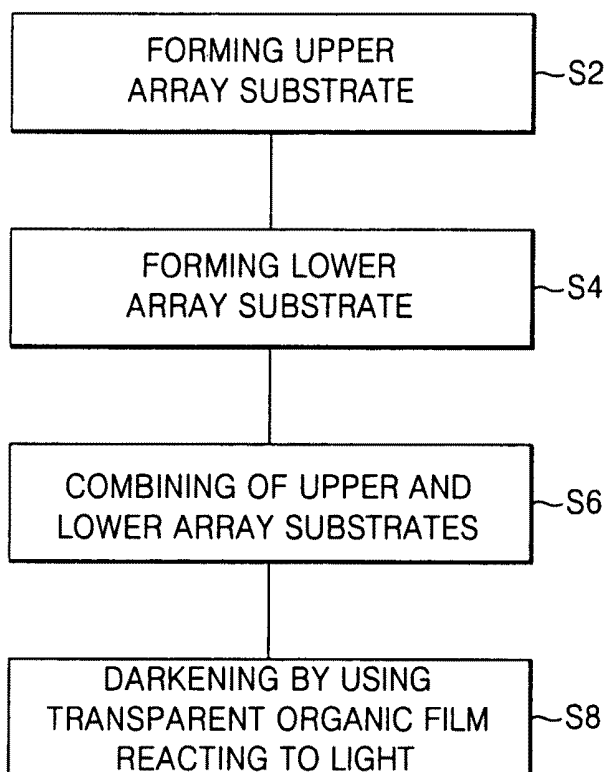 FORMING UPPER
ARRAY SUBSTRATE
S2
FORMING LOWER
ARRAY SUBSTRATE
S4
COMBINING OF UPPER AND
LOWER ARRAY SUBSTRATES
S6
DARKENING BY USING
TRANSPARENT ORGANIC FILM
REACTING TO LIGHT
S8